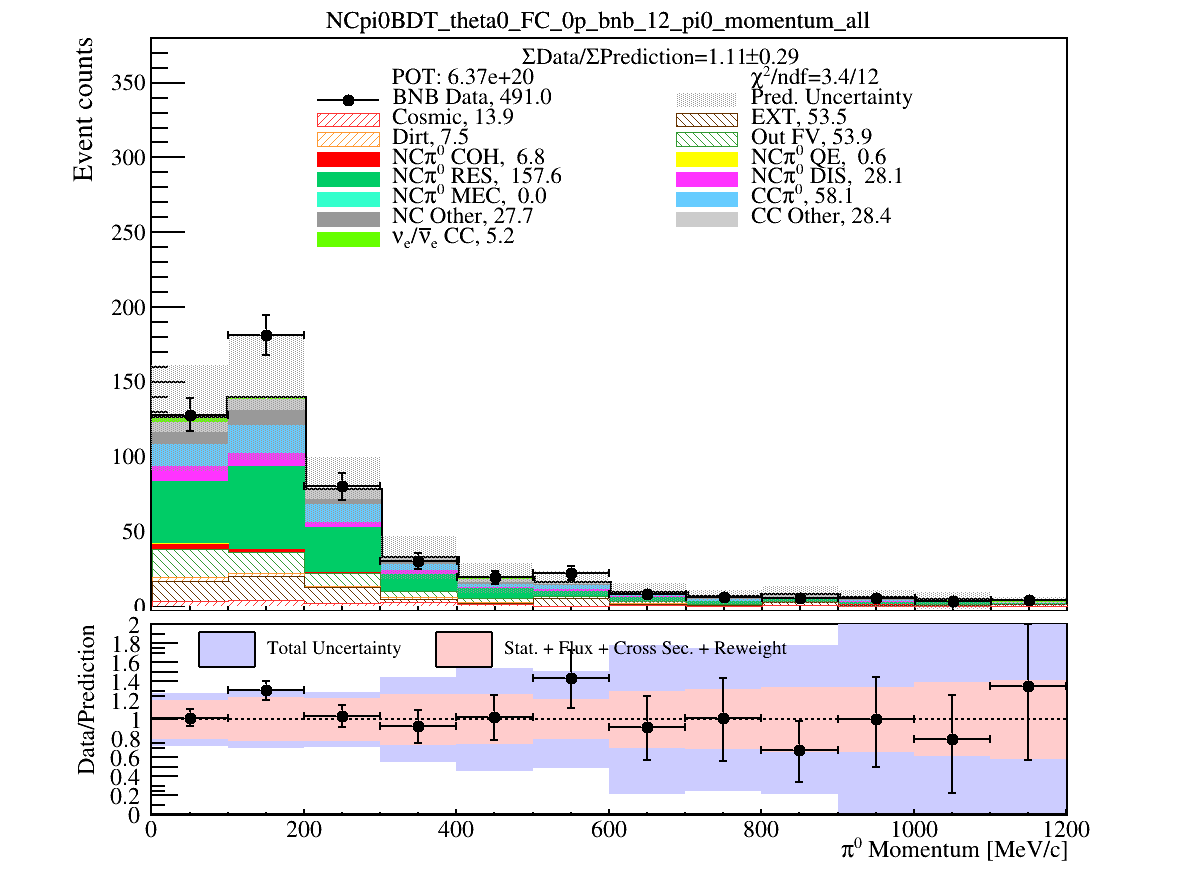 NCpi0BDT_theta0_FC_0p_bnb_12_pi0_momentum_all
ΣData/ΣPrediction=1.11±0.29
POT: 6.37e+20
χ²/ndf=3.4/12
BNB Data, 491.0
Pred. Uncertainty
Cosmic, 13.9
EXT, 53.5
Dirt, 7.5
Out FV, 53.9
NCπ⁰ COH, 6.8
NCπ⁰ QE, 0.6
NCπ⁰ RES, 157.6
NCπ⁰ DIS, 28.1
NCπ⁰ MEC, 0.0
CCπ⁰, 58.1
NC Other, 27.7
CC Other, 28.4
νₑ/ν̅ₑ CC, 5.2
Event counts
350
300
250
200
150
100
50
0
Total Uncertainty
Stat. + Flux + Cross Sec. + Reweight
Data/Prediction
2
1.8
1.6
1.4
1.2
1
0.8
0.6
0.4
0.2
0
0 200 400 600 800 1000 1200
π⁰ Momentum [MeV/c]